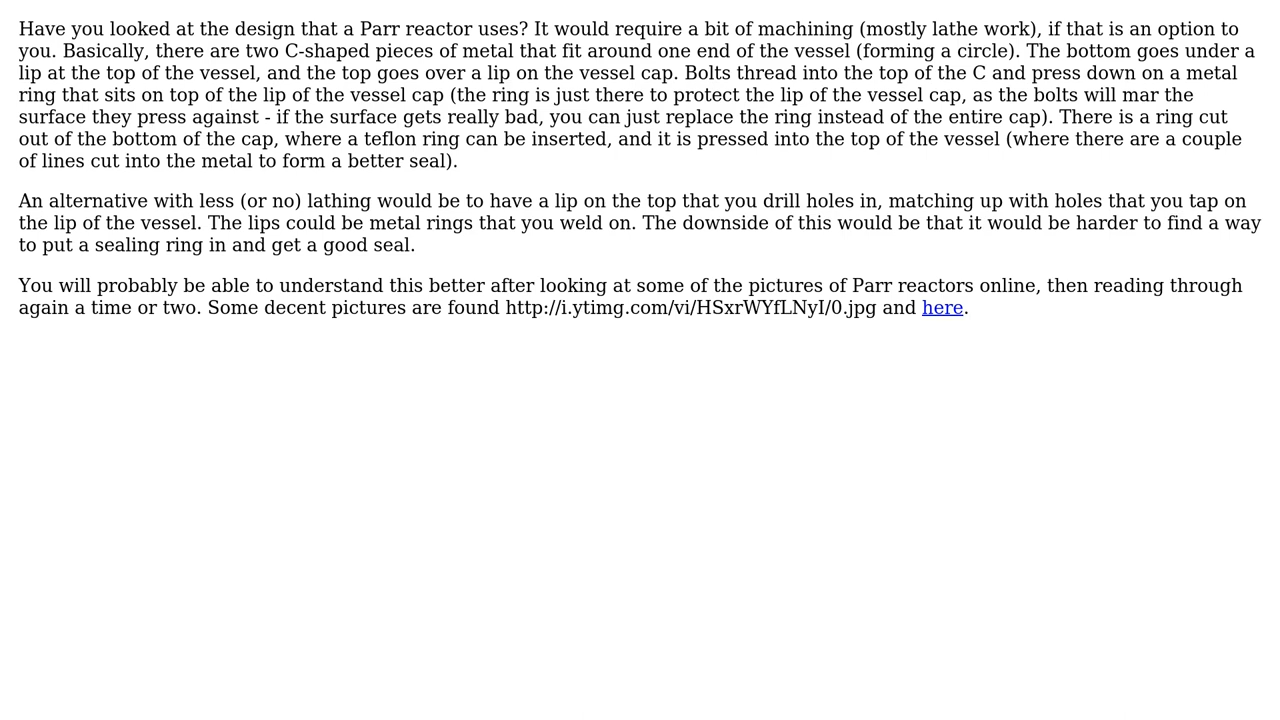 Have you looked at the design that a Parr reactor uses? It would require a bit of machining (mostly lathe work), if that is an option to
you. Basically, there are two C-shaped pieces of metal that fit around one end of the vessel (forming a circle). The bottom goes under a
lip at the top of the vessel, and the top goes over a lip on the vessel cap. Bolts thread into the top of the C and press down on a metal
ring that sits on top of the lip of the vessel cap (the ring is just there to protect the lip of the vessel cap, as the bolts will mar the
surface they press against - if the surface gets really bad, you can just replace the ring instead of the entire cap). There is a ring cut
out of the bottom of the cap, where a teflon ring can be inserted, and it is pressed into the top of the vessel (where there are a couple
of lines cut into the metal to form a better seal).
An alternative with less (or no) lathing would be to have a lip on the top that you drill holes in, matching up with holes that you tap on
the lip of the vessel. The lips could be metal rings that you weld on. The downside of this would be that it would be harder to find a way
to put a sealing ring in and get a good seal.
You will probably be able to understand this better after looking at some of the pictures of Parr reactors online, then reading through
again a time or two. Some decent pictures are found http://i.ytimg.com/vi/HSxrWYfLNyI/0.jpg and here.